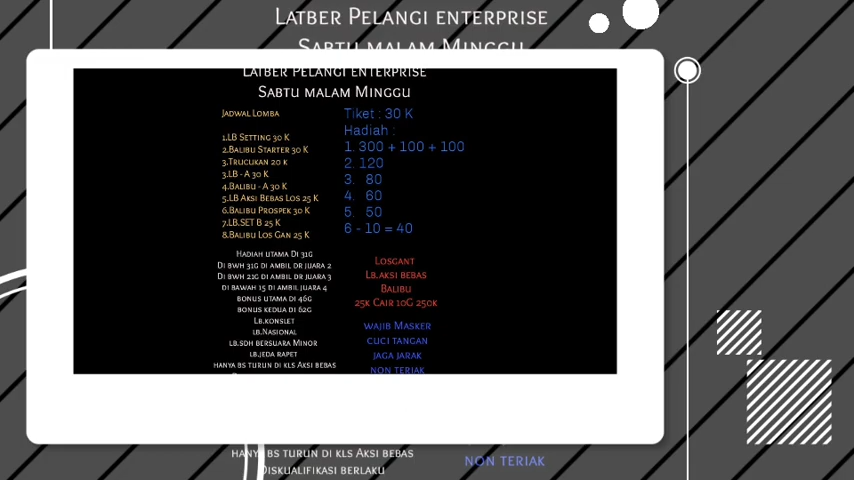 Latber Pelangi enterprise
Sabtu malam Minggu
Latber Pelangi enterprise
Sabtu malam Minggu
Jadwal Lomba
1.LB Setting 30 K
2.Balibu Starter 30 K
3.Trucukan 20 k
3.LB - A 30 K
4.Balibu - A 30 K
5.LB Aksi Bebas Los 25 K
6.Balibu Prospek 30 K
7.LB.SET B 25 K
8.Balibu Los Gan 25 K
Tiket : 30 K
Hadiah :
1. 300 + 100 + 100
2. 120
3. 80
4. 60
5. 50
6 - 10 = 40
Hadiah utama Di 31G
Di bwh 31G di ambil dr juara 2
Di bwh 21G di ambil dr juara 3
di bawah 15 di ambil juara 4
bonus utama di 46G
bonus kedua di 62G
Lb.konslet
lb.Nasional
lb.sdh bersuara Minor
lb.jeda rapet
hanya bs turun di kls Aksi bebas
Losgant
Lb.aksi bebas
Balibu
25k Cair 10G 250k
wajib Masker
cuci tangan
jaga jarak
non teriak
hanya bs turun di kls Aksi bebas
Diskualifikasi berlaku
non teriak